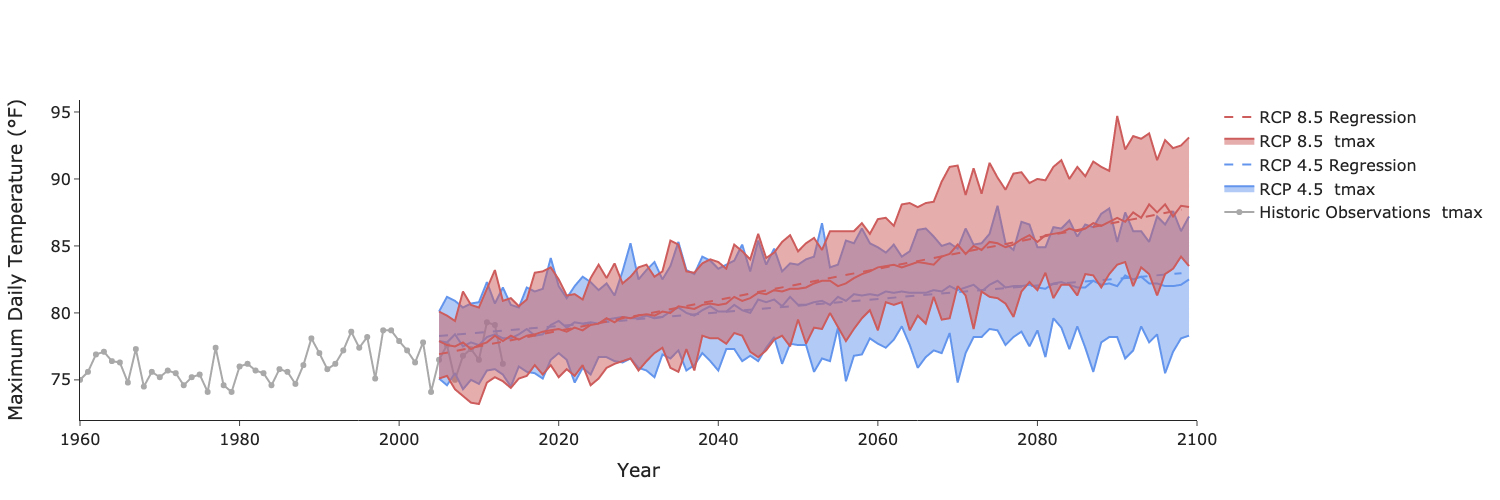 Maximum Daily Temperature (°F)
95
90
85
80
75
1960
1980
2000
2020
2040
2060
2080
2100
Year
RCP 8.5 Regression
RCP 8.5 tmax
RCP 4.5 Regression
RCP 4.5 tmax
Historic Observations tmax